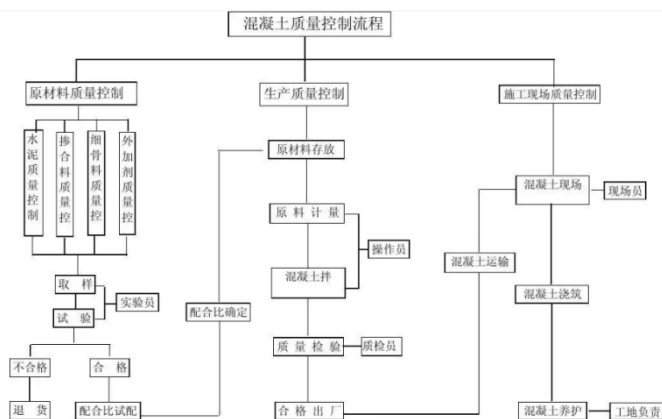 混凝土质量控制流程
原材料质量控制
生产质量控制
施工现场质量控制
水泥质量控制
掺合料质量控
细骨料质量控
外加剂质量控
原材料存放
混凝土现场
现场员
原料计量
操作员
混凝土运输
取样
实验员
混凝土拌
混凝土浇筑
试验
配合比确定
质量检验
质检员
不合格
合格
退货
配合比试配
合格出厂
混凝土养护
工地负责